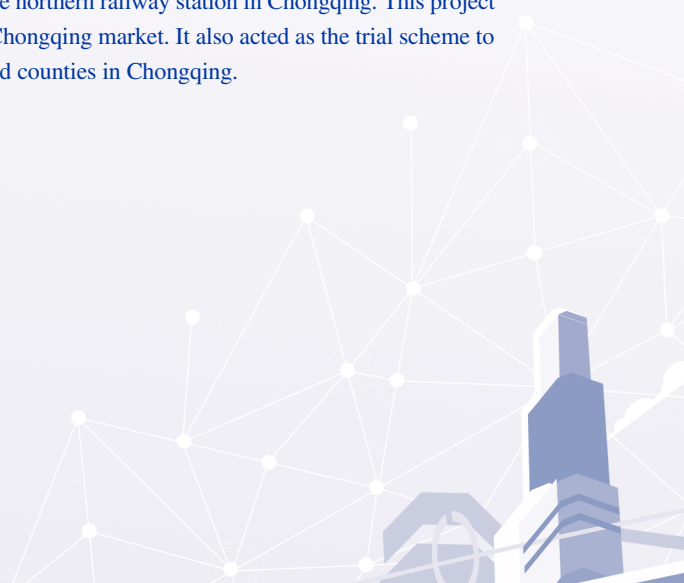 northern railway station in Chongqing. This project
Chongqing market. It also acted as the trial scheme to
d counties in Chongqing.